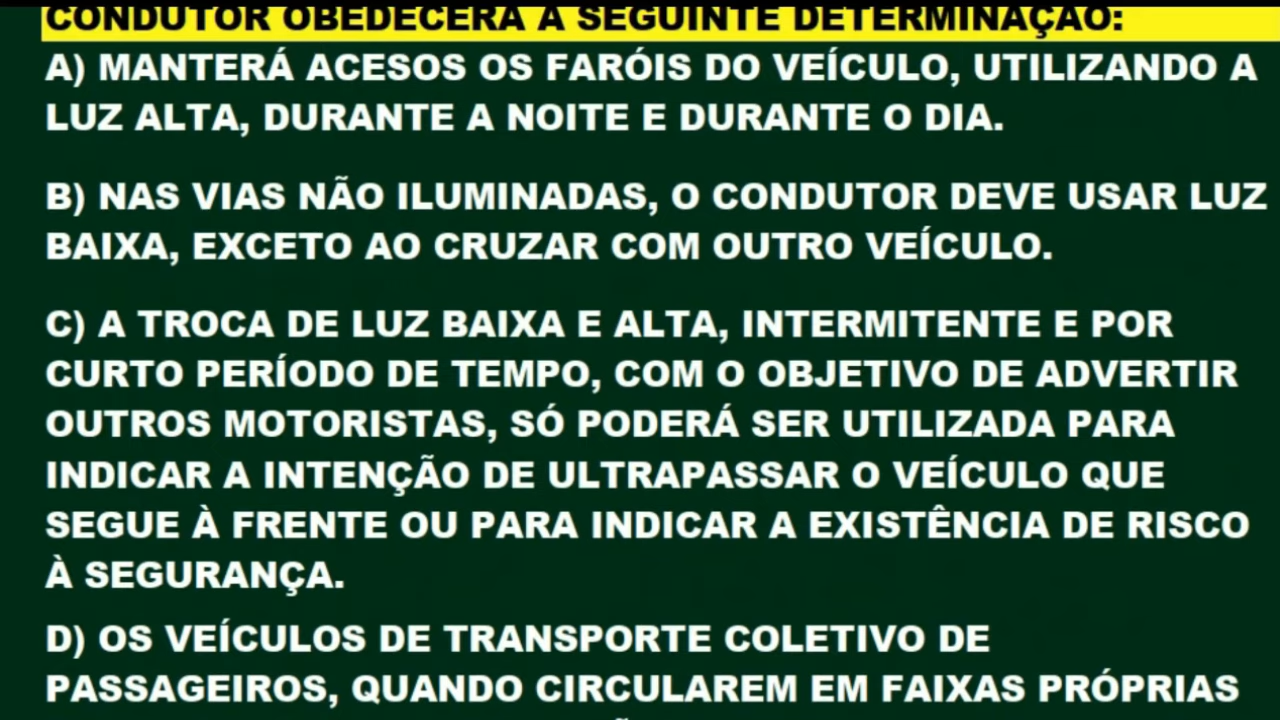 CONDUTOR OBEDECERÁ A SEGUINTE DETERMINAÇÃO:
A) MANTERÁ ACESOS OS FARÓIS DO VEÍCULO, UTILIZANDO A
LUZ ALTA, DURANTE A NOITE E DURANTE O DIA.
B) NAS VIAS NÃO ILUMINADAS, O CONDUTOR DEVE USAR LUZ
BAIXA, EXCETO AO CRUZAR COM OUTRO VEÍCULO.
C) A TROCA DE LUZ BAIXA E ALTA, INTERMITENTE E POR
CURTO PERÍODO DE TEMPO, COM O OBJETIVO DE ADVERTIR
OUTROS MOTORISTAS, SÓ PODERÁ SER UTILIZADA PARA
INDICAR A INTENÇÃO DE ULTRAPASSAR O VEÍCULO QUE
SEGUE À FRENTE OU PARA INDICAR A EXISTÊNCIA DE RISCO
À SEGURANÇA.
D) OS VEÍCULOS DE TRANSPORTE COLETIVO DE
PASSAGEIROS, QUANDO CIRCULAREM EM FAIXAS PRÓPRIAS